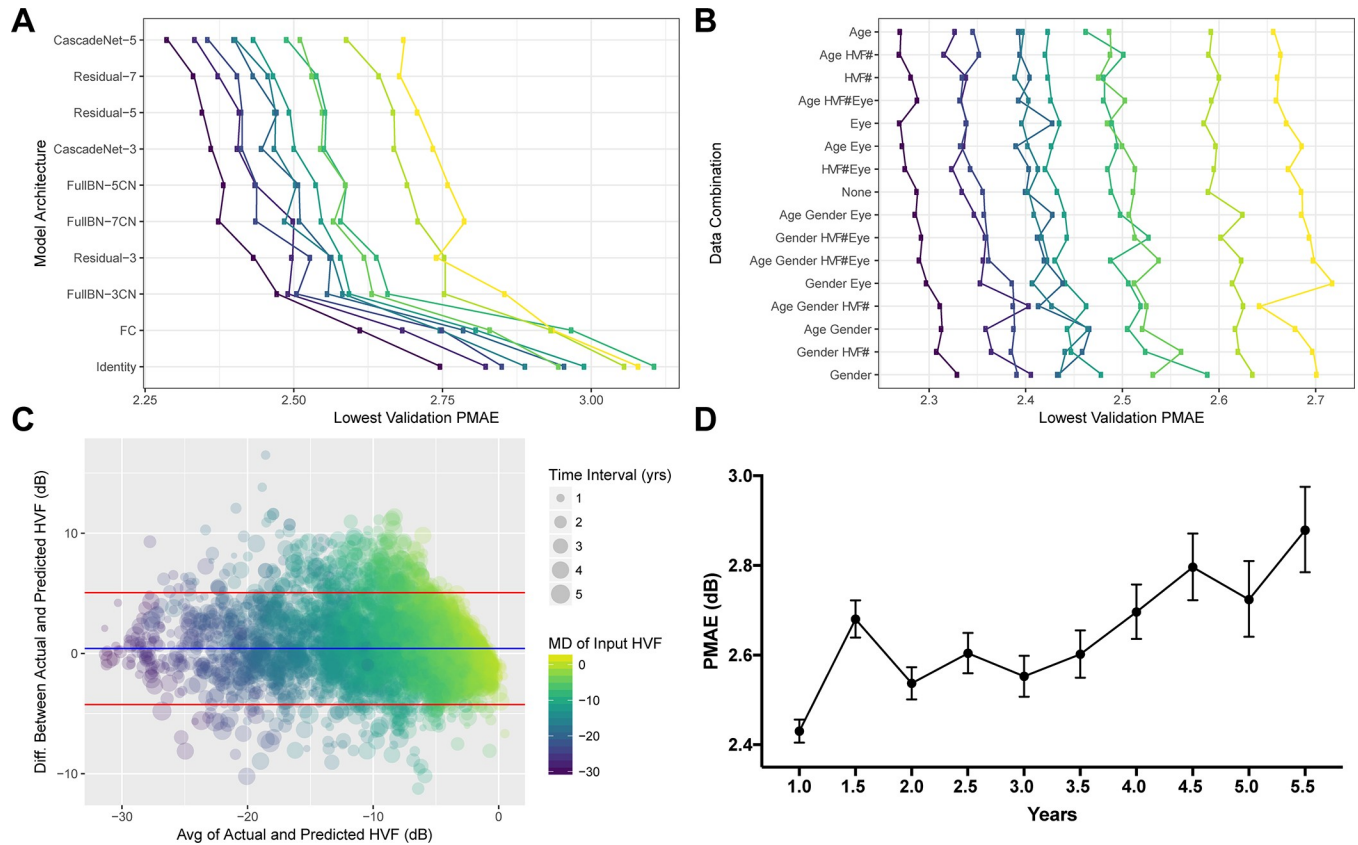 A
Model Architecture
CascadeNet−5
Residual−7
Residual−5
CascadeNet−3
FullBN−5CN
FullBN−7CN
Residual−3
FullBN−3CN
FC
Identity
2.25 2.50 2.75 3.00
Lowest Validation PMAE
B
Data Combination
Age
Age HVF#
HVF#
Age HVF#Eye
Eye
Age Eye
HVF#Eye
None
Age Gender Eye
Gender HVF#Eye
Age Gender HVF#Eye
Gender Eye
Age Gender HVF#
Age Gender
Gender HVF#
Gender
2.3 2.4 2.5 2.6 2.7
Lowest Validation PMAE
C
Diff. Between Actual and Predicted HVF (dB)
10
0
−10
−30 −20 −10 0
Avg of Actual and Predicted HVF (dB)
Time Interval (yrs)
1
2
3
4
5
MD of Input HVF
0
−10
−20
−30
D
PMAE (dB)
3.0
2.8
2.6
2.4
1.0 1.5 2.0 2.5 3.0 3.5 4.0 4.5 5.0 5.5
Years